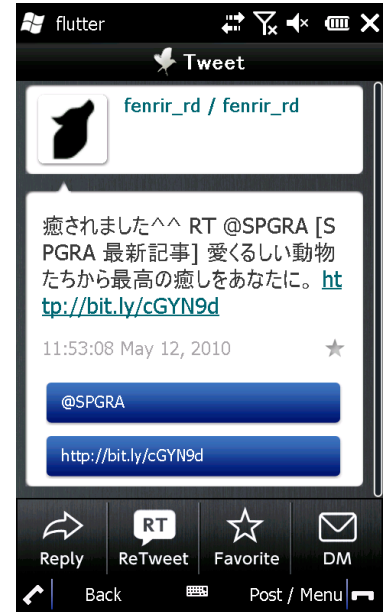 flutter
Tweet
fenrir_rd / fenrir_rd
癒されました^^ RT @SPGRA [S
PGRA 最新記事] 愛くるしい動物
たちから最高の癒しをあなたに。ht
tp://bit.ly/cGYN9d
11:53:08 May 12, 2010
@SPGRA
http://bit.ly/cGYN9d
RT
Reply ReTweet Favorite DM
Back Post / Menu